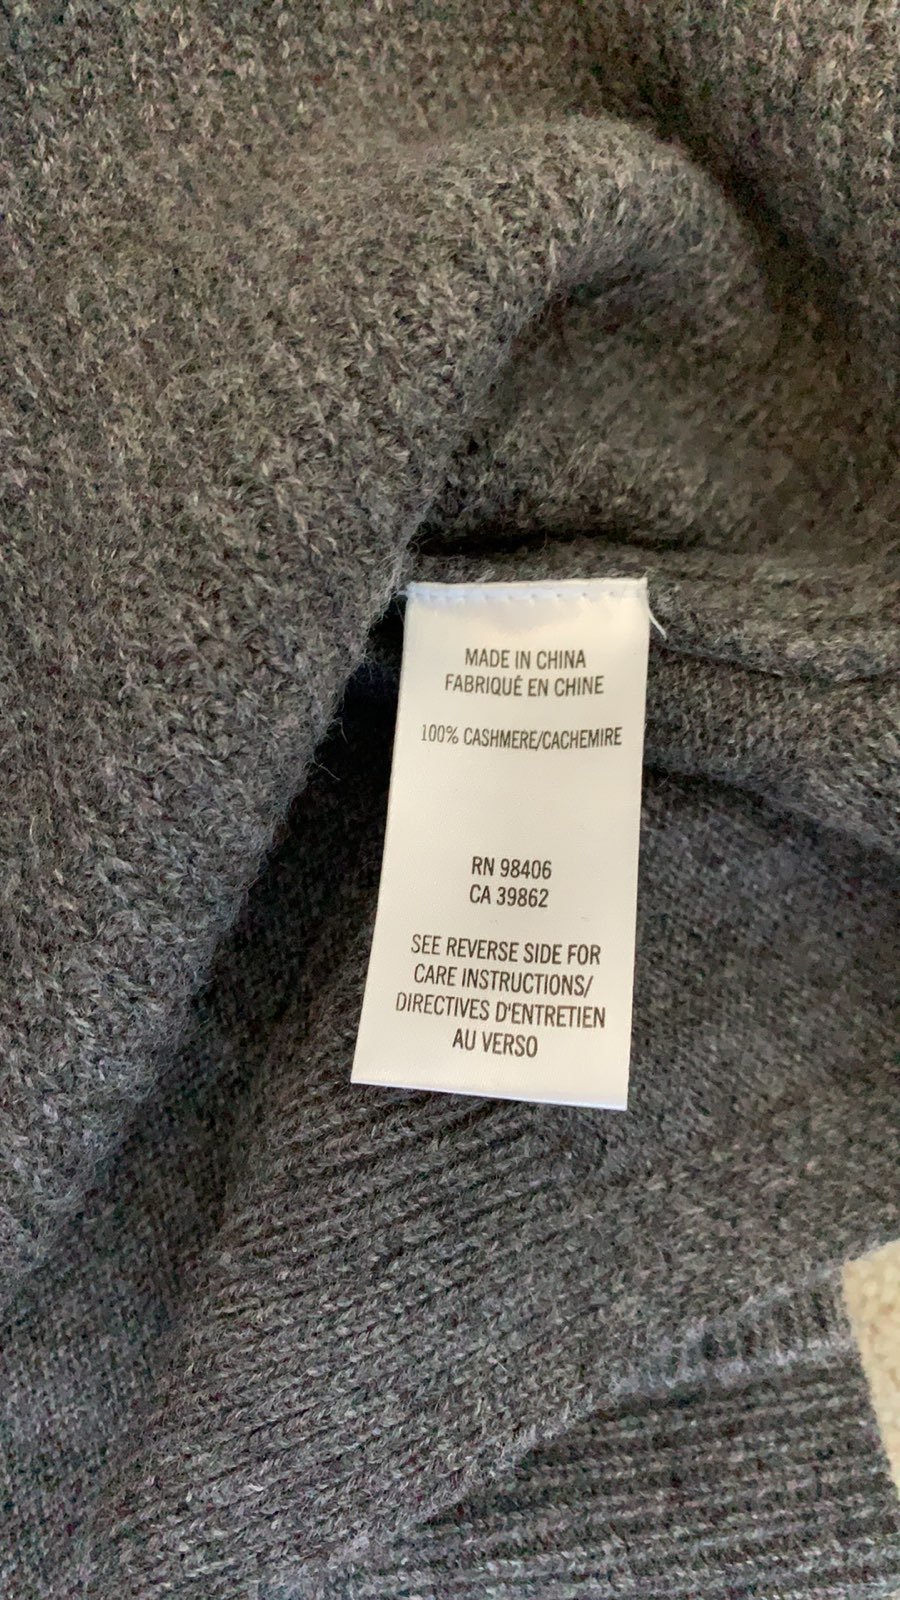 MADE IN CHINA
FABRIQUÉ EN CHINE
100% CASHMERE/CACHEMIRE
RN 98406
CA 39862
SEE REVERSE SIDE FOR
CARE INSTRUCTIONS/
DIRECTIVES D'ENTRETIEN
AU VERSO